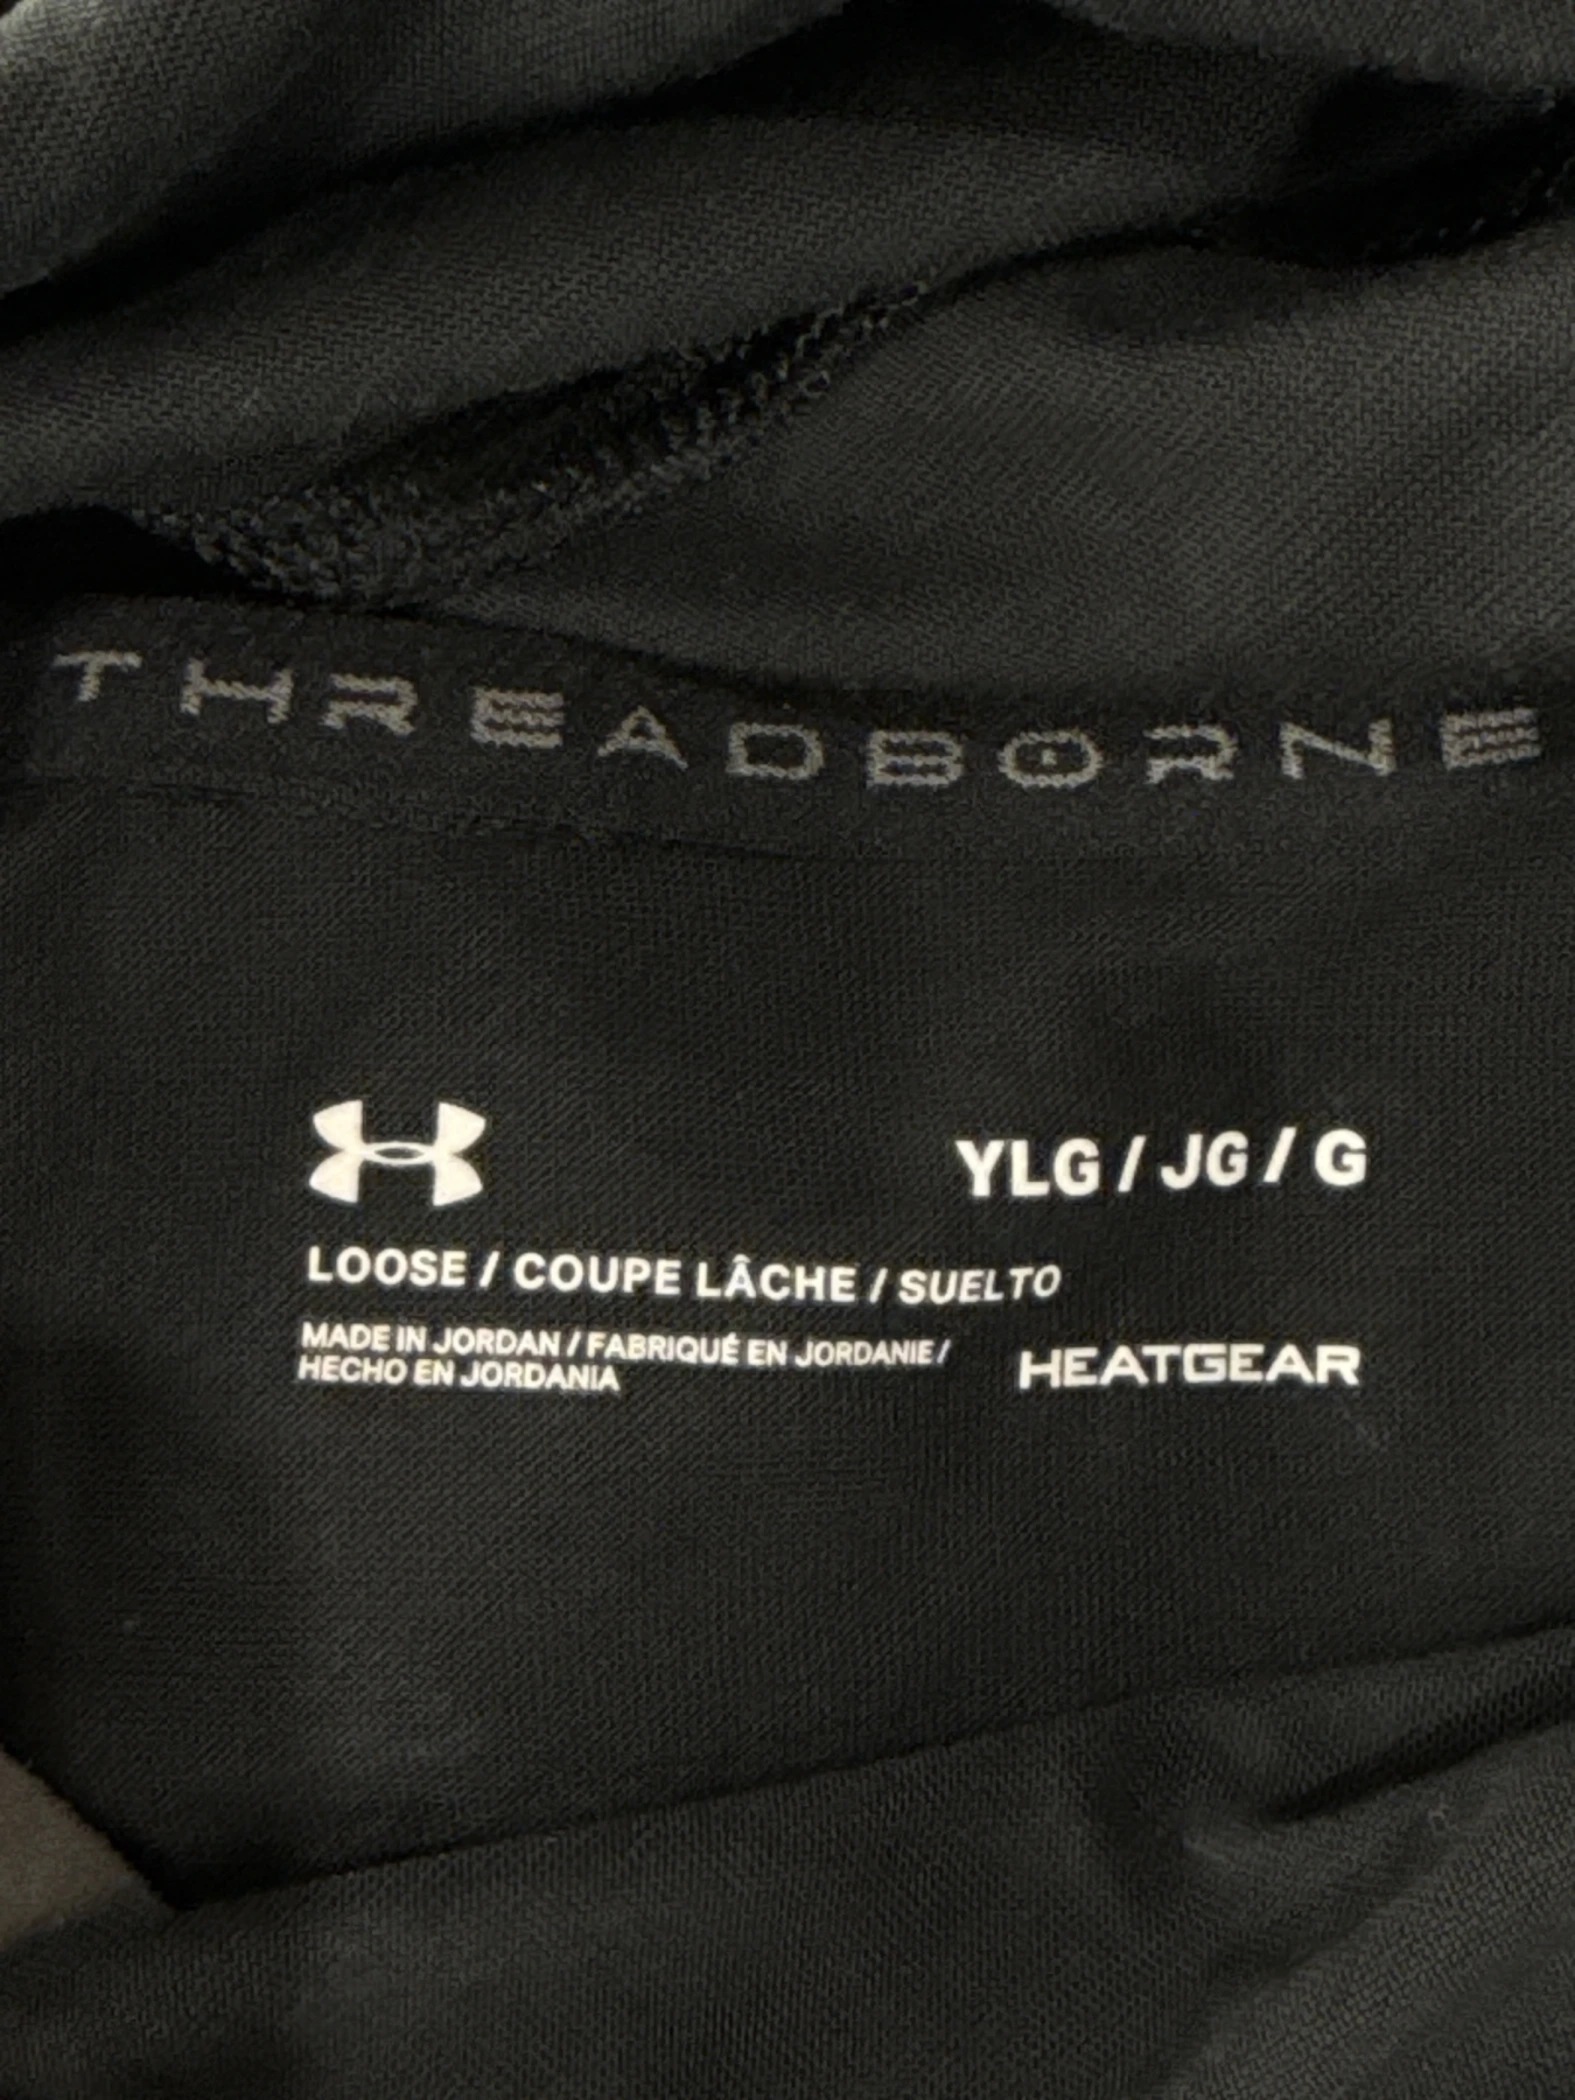 THREADBORNE
YLG / JG / G
LOOSE / COUPE LÂCHE / SUELTO
MADE IN JORDAN / FABRIQUÉ EN JORDANIE /
HECHO EN JORDANIA
HEATGEAR